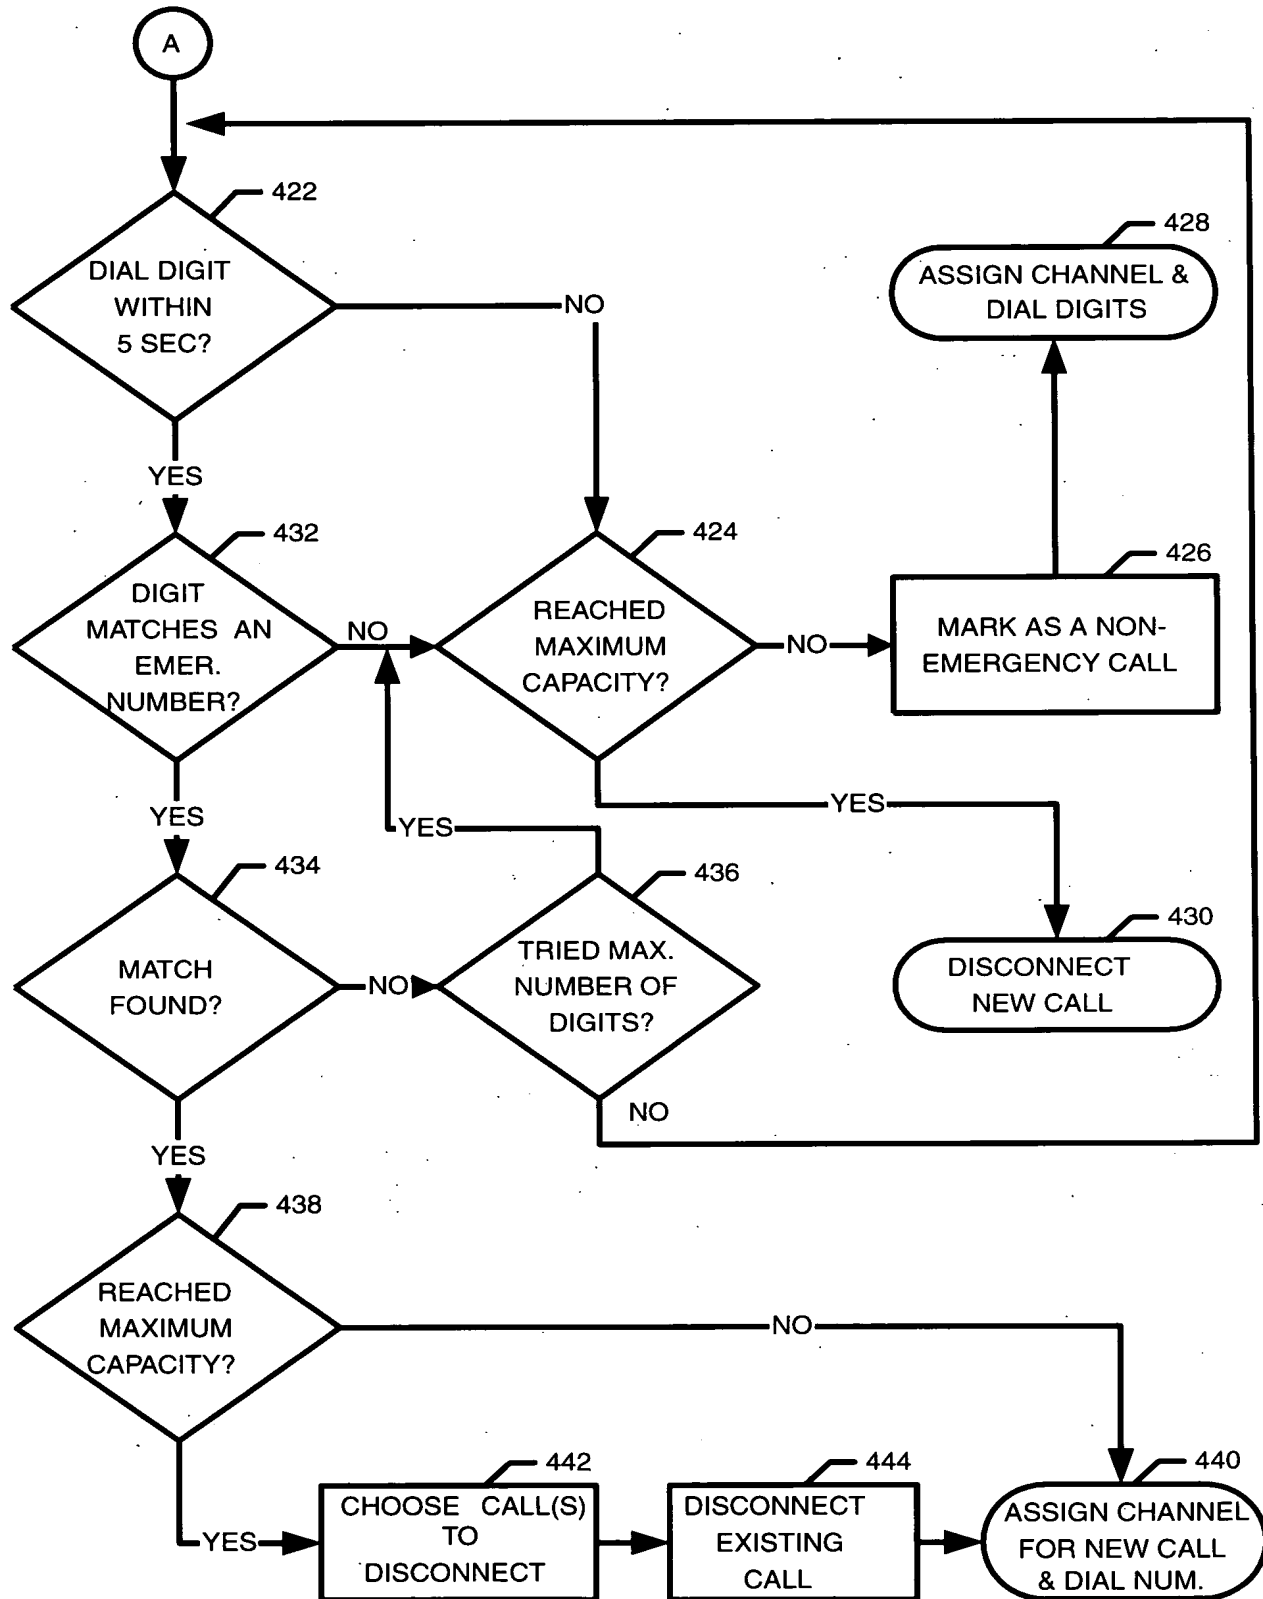 A
422
DIAL DIGIT
WITHIN
5 SEC?
NO
428
ASSIGN CHANNEL &
DIAL DIGITS
YES
432
DIGIT
MATCHES AN
EMER.
NUMBER?
NO
424
REACHED
MAXIMUM
CAPACITY?
NO
426
MARK AS A NON-
EMERGENCY CALL
YES
YES
YES
434
MATCH
FOUND?
NO
436
TRIED MAX.
NUMBER OF
DIGITS?
430
DISCONNECT
NEW CALL
NO
YES
438
REACHED
MAXIMUM
CAPACITY?
NO
YES
442
CHOOSE CALL(S)
TO
DISCONNECT
444
DISCONNECT
EXISTING
CALL
440
ASSIGN CHANNEL
FOR NEW CALL
& DIAL NUM.